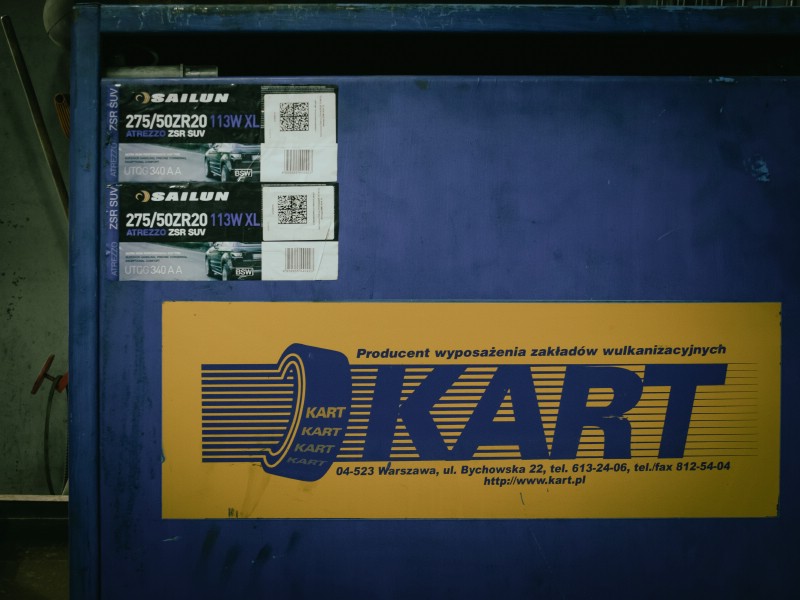 SAILUN
275/50ZR20 113W XL
ATREZZO ZSR SUV
UTQG 340 A A
BSW
ATREZZO ZSR SUV
SAILUN
275/50ZR20 113W XL
ATREZZO ZSR SUV
UTQG 340 A A
BSW
ATREZZO ZSR SUV
Producent wyposażenia zakładów wulkanizacyjnych
KART
KART
KART
KART
KART
04-523 Warszawa, ul. Bychowska 22, tel. 613-24-06, tel./fax 812-54-04
http://www.kart.pl